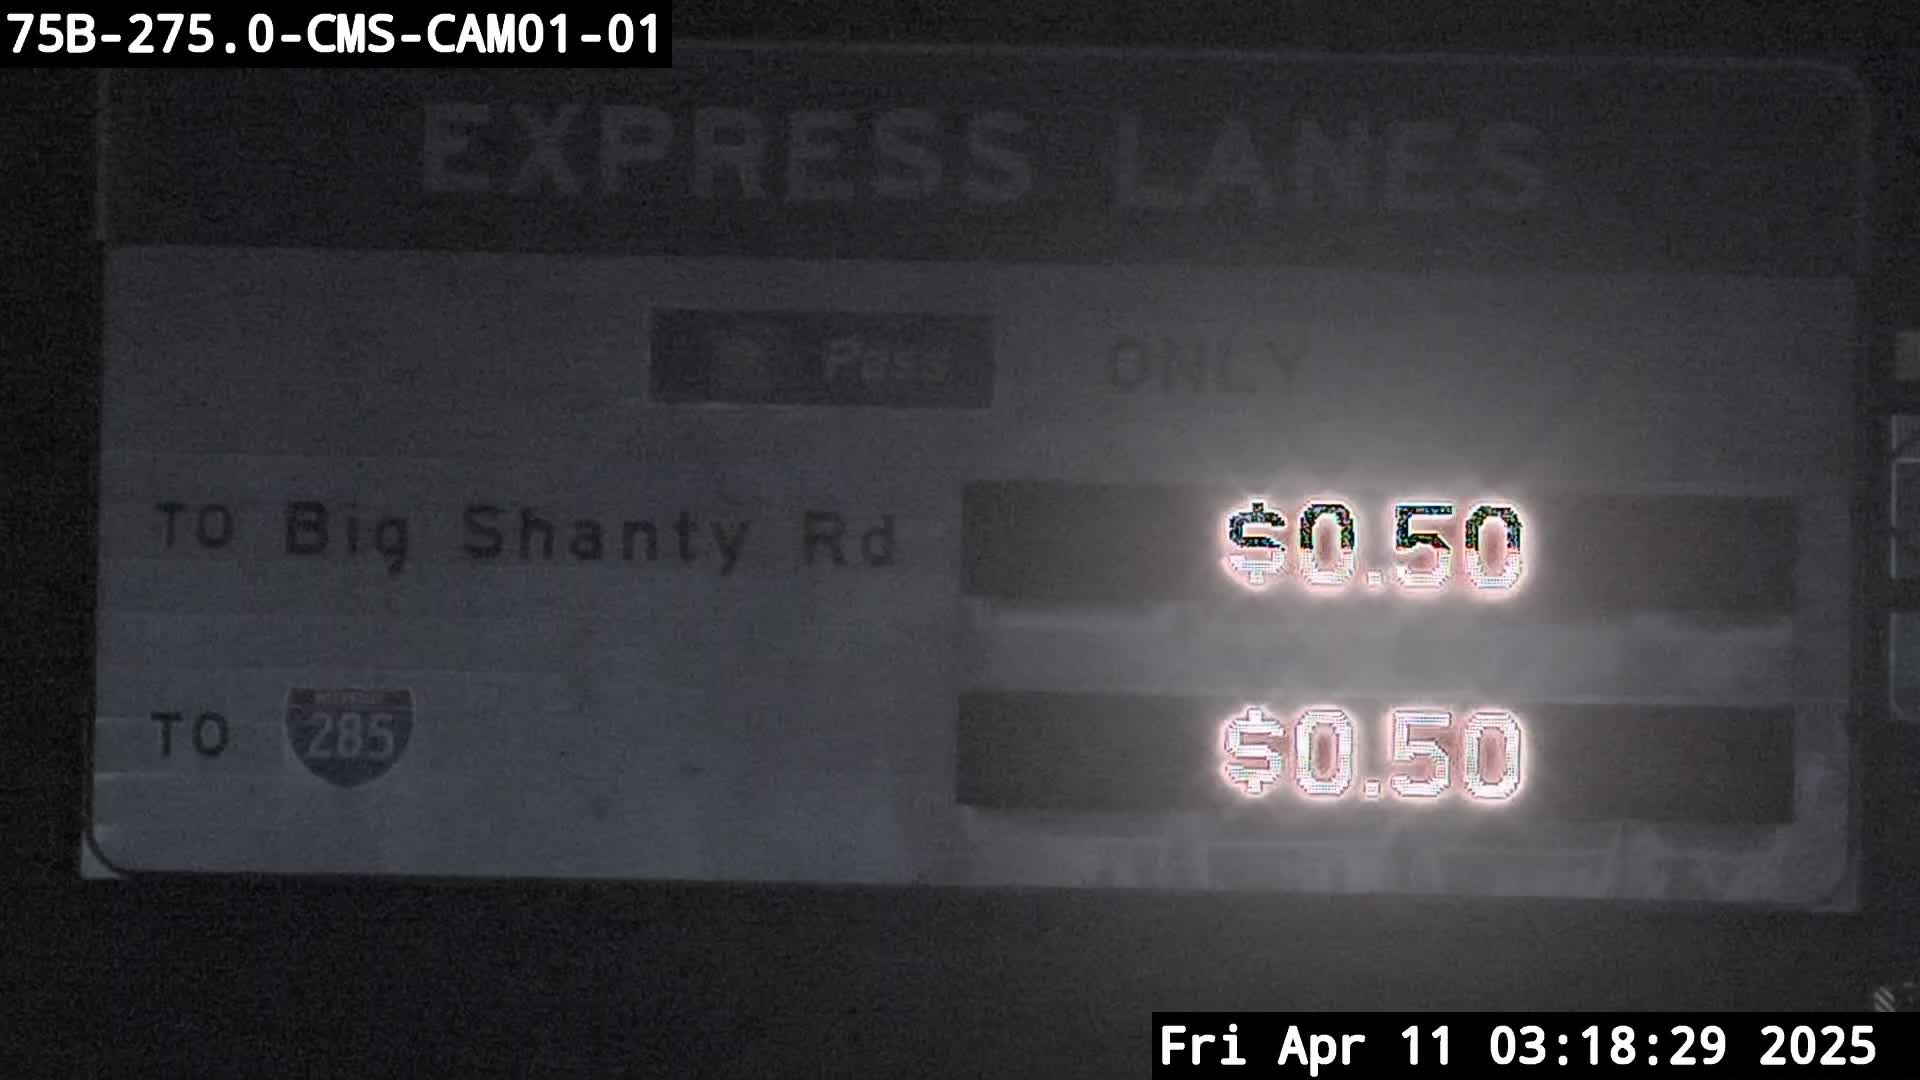 75B-275.0-CMS-CAM01-01
EXPRESS LANES
Pass ONLY
TO Big Shanty Rd $0.50
TO 285 $0.50
Fri Apr 11 03:18:29 2025